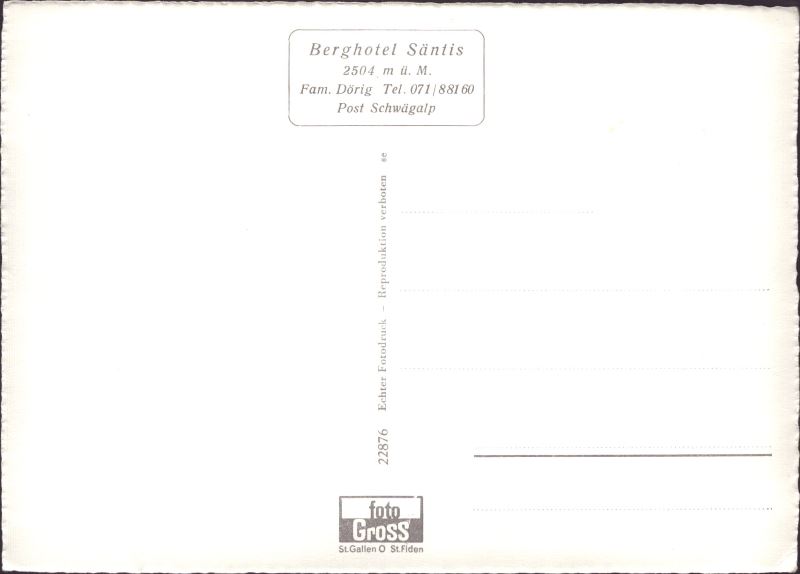 Berghotel Säntis
2504 m ü. M.
Fam. Dörig Tel. 071/88160
Post Schwägalp
22876 Echter Fotodruck – Reproduktion verboten se
foto
Gross
St.Gallen O St.Fiden